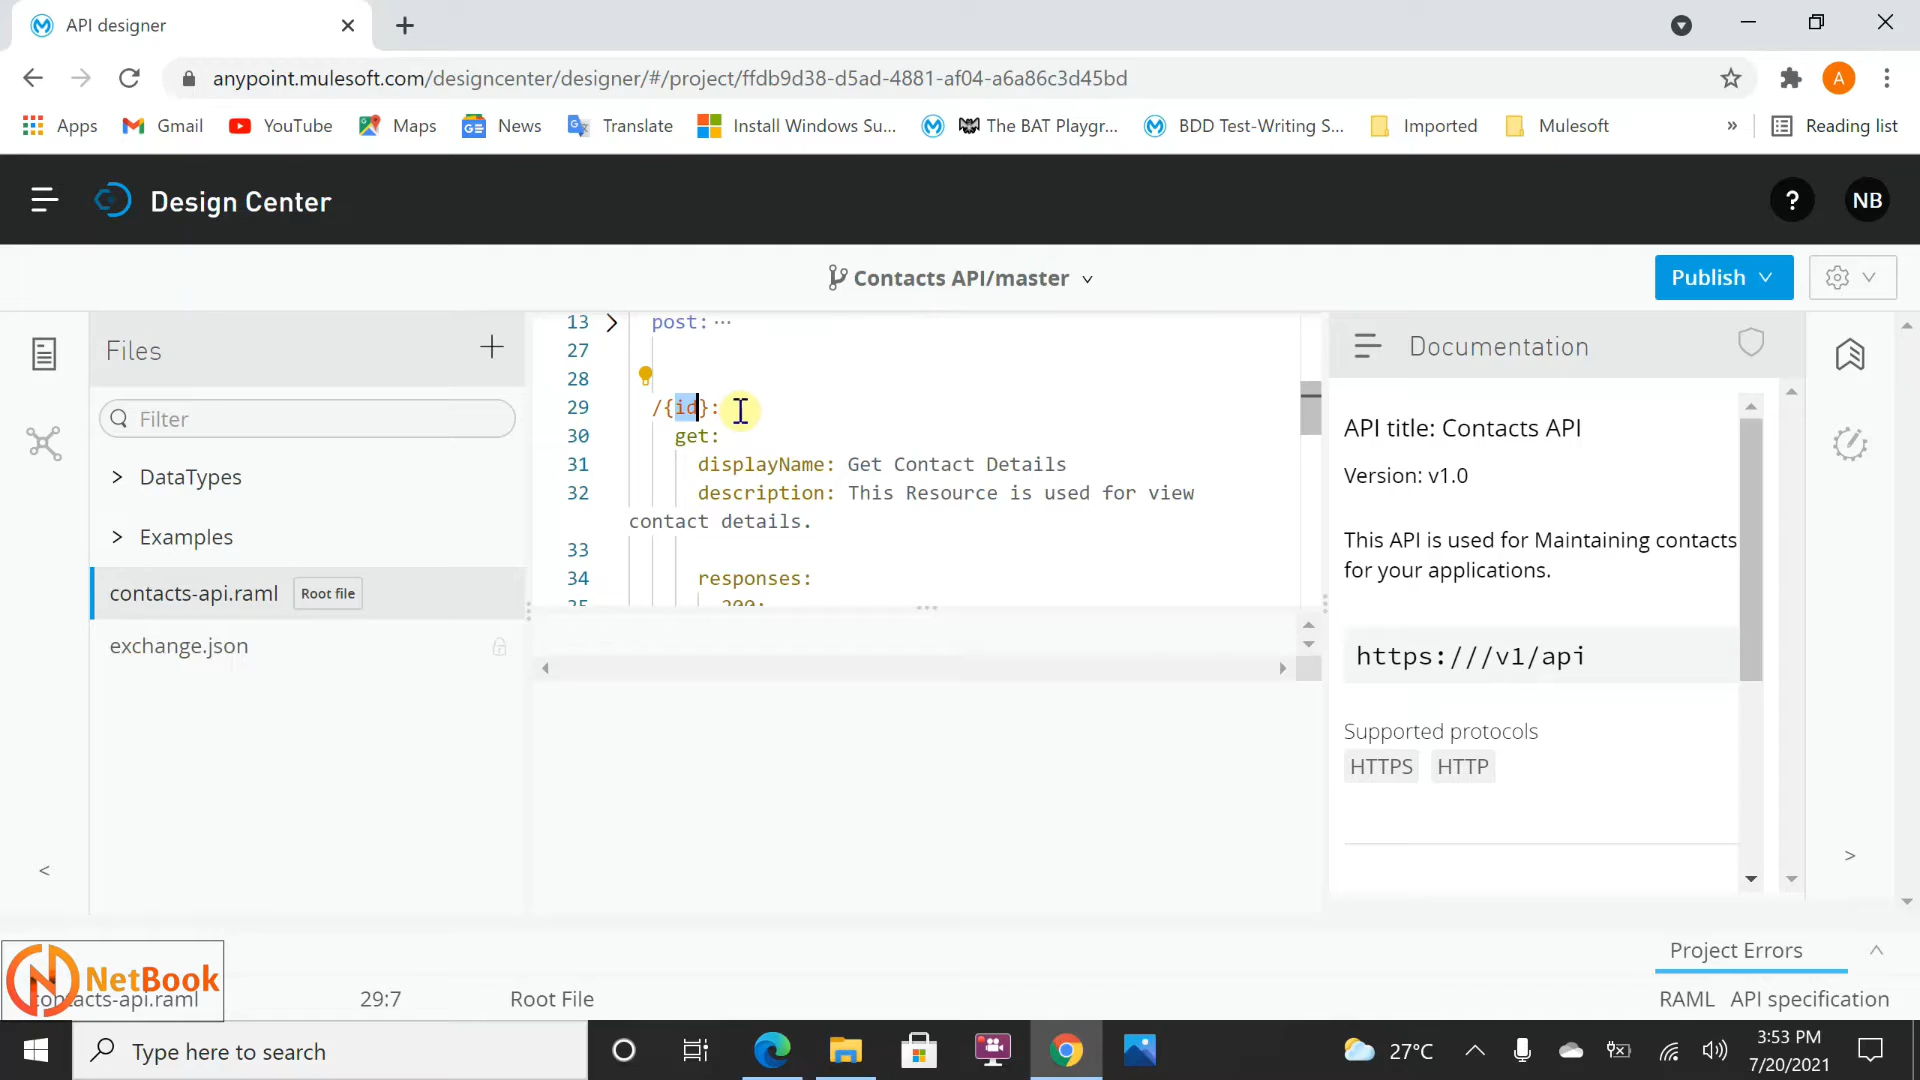 API designer
anypoint.mulesoft.com/designcenter/designer/#/project/ffdb9d38-d5ad-4881-af04-a6a86c3d45bd
A
Apps
Gmail
YouTube
Maps
News
Translate
Install Windows Su...
The BAT Playgr...
BDD Test-Writing S...
Imported
Mulesoft
»
Reading list
Design Center
?
NB
Contacts API/master
Publish
Files
Filter
DataTypes
Examples
contacts-api.raml Root file
exchange.json
13 post: ...
27
28
29 /{id}:
30 get:
31 displayName: Get Contact Details
32 description: This Resource is used for view
contact details.
33
34 responses:
35 200:
Documentation
API title: Contacts API
Version: v1.0
This API is used for Maintaining contacts
for your applications.
https:///v1/api
Supported protocols
HTTPS HTTP
Project Errors
NetBook
contacts-api.raml
29:7
Root File
RAML API specification
Type here to search
27°C
3:53 PM
7/20/2021